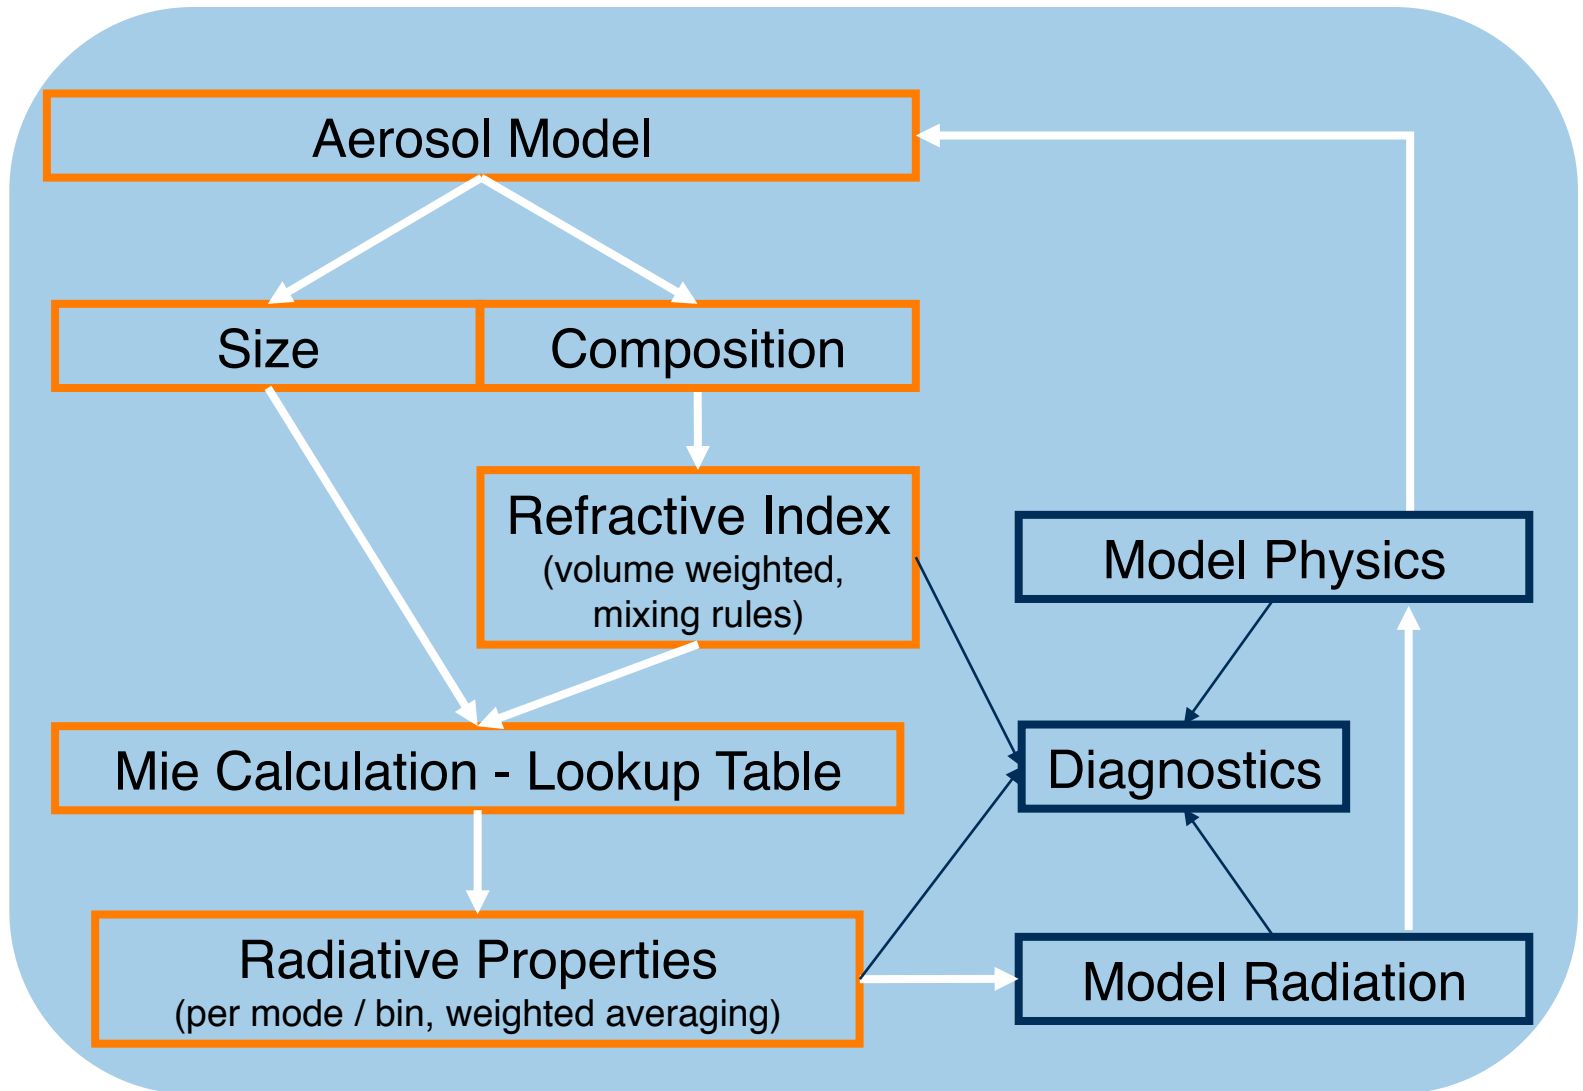 Aerosol Model
Size
Composition
Refractive Index
(volume weighted,
mixing rules)
Model Physics
Mie Calculation - Lookup Table
Diagnostics
Radiative Properties
(per mode / bin, weighted averaging)
Model Radiation